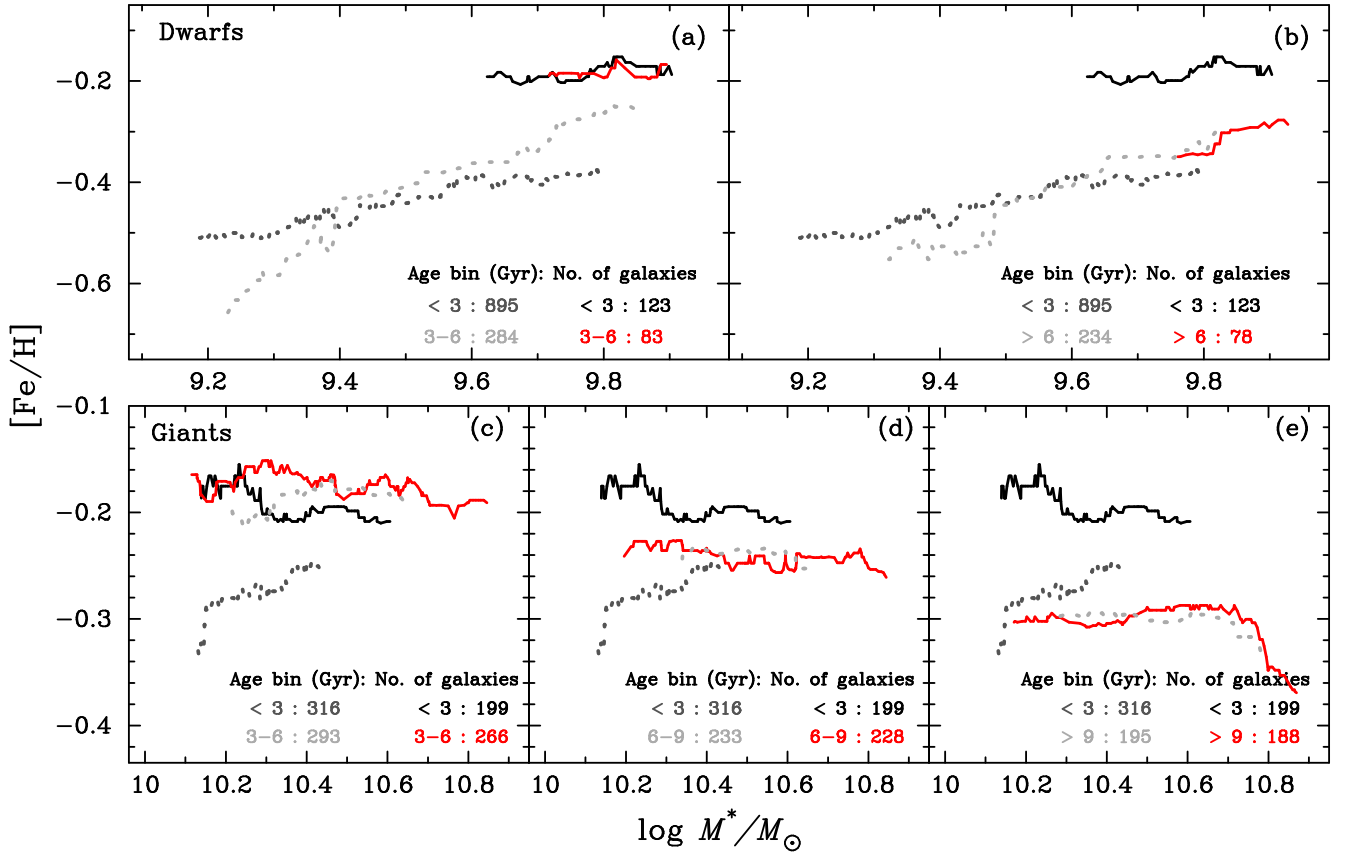 Dwarfs (a) (b)
−0.2
−0.4
−0.6
Age bin (Gyr): No. of galaxies Age bin (Gyr): No. of galaxies
< 3 : 895 < 3 : 123 < 3 : 895 < 3 : 123
3−6 : 284 3−6 : 83 > 6 : 234 > 6 : 78
9.2 9.4 9.6 9.8 9.2 9.4 9.6 9.8
[Fe/H]
−0.1
Giants (c) (d) (e)
−0.2
−0.3
Age bin (Gyr): No. of galaxies Age bin (Gyr): No. of galaxies Age bin (Gyr): No. of galaxies
< 3 : 316 < 3 : 199 < 3 : 316 < 3 : 199 < 3 : 316 < 3 : 199
−0.4
3−6 : 293 3−6 : 266 6−9 : 233 6−9 : 228 > 9 : 195 > 9 : 188
10 10.2 10.4 10.6 10.8 10 10.2 10.4 10.6 10.8 10 10.2 10.4 10.6 10.8
log M*/M⊙